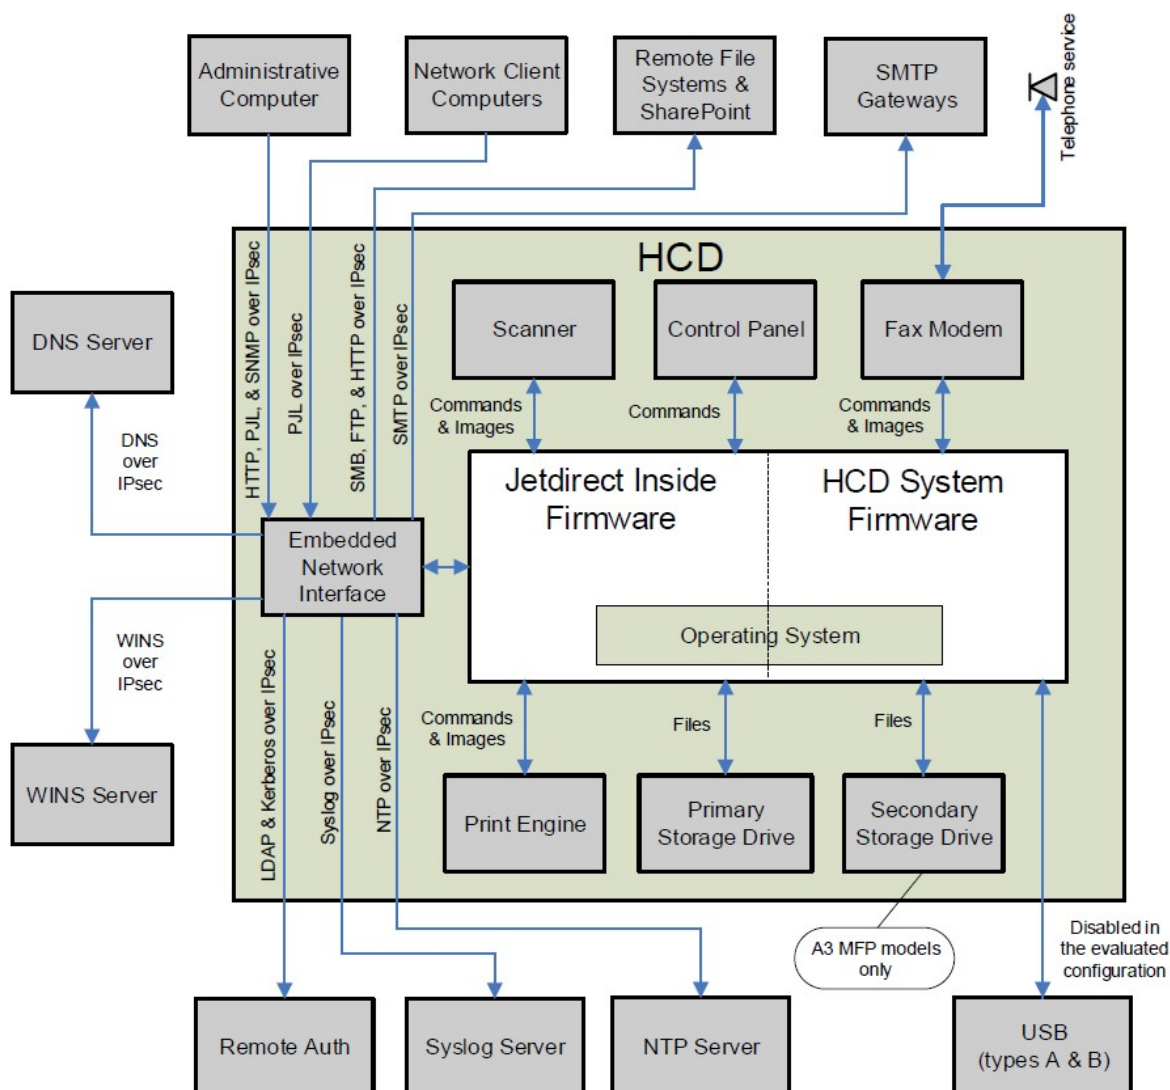 Administrative
Computer
Network Client
Computers
Remote File
Systems &
SharePoint
SMTP
Gateways
Telephone service
HCD
HTTP, PJL, & SNMP over IPsec
PJL over IPsec
SMB, FTP, & HTTP over IPsec
SMTP over IPsec
Scanner
Control Panel
Fax Modem
DNS Server
Commands
& Images
Commands
Commands
& Images
DNS
over
IPsec
Jetdirect Inside
Firmware
HCD System
Firmware
Embedded
Network
Interface
Operating System
WINS
over
IPsec
LDAP & Kerberos over IPsec
Syslog over IPsec
NTP over IPsec
Commands
& Images
Files
Files
WINS Server
Print Engine
Primary
Storage Drive
Secondary
Storage Drive
A3 MFP models
only
Disabled in
the evaluated
configuration
Remote Auth
Syslog Server
NTP Server
USB
(types A & B)